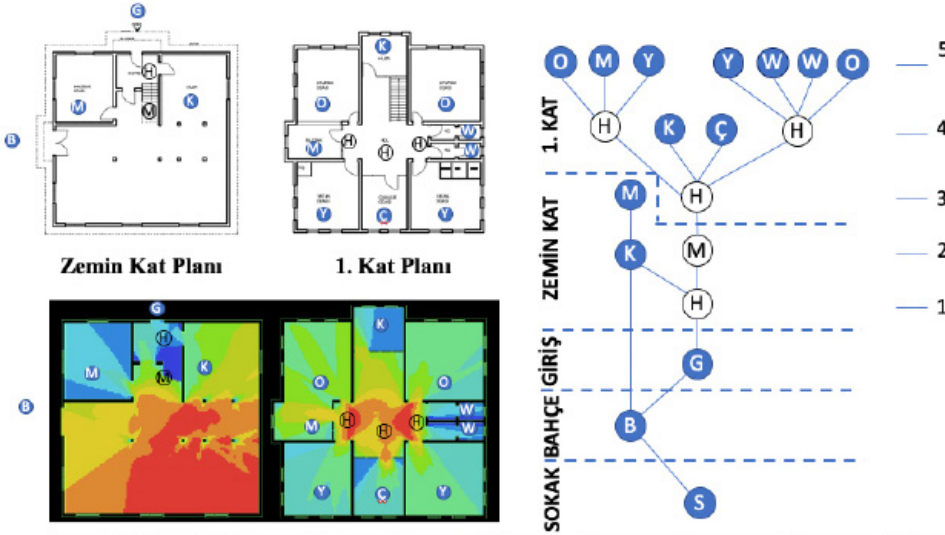 G
H
M
M
K
B
Zemin Kat Planı
K
O
O
W
W
M
H
H
H
Y
Ç
Y
1. Kat Planı
G
H
M
M
K
B
K
O
O
W
W
M
H
H
H
Y
Ç
Y
O M Y Y W W O 5
1. KAT
H K Ç H 4
M H 3
ZEMİN KAT
K M 2
H 1
GİRİŞ
G
BAHÇE
B
SOKAK
S